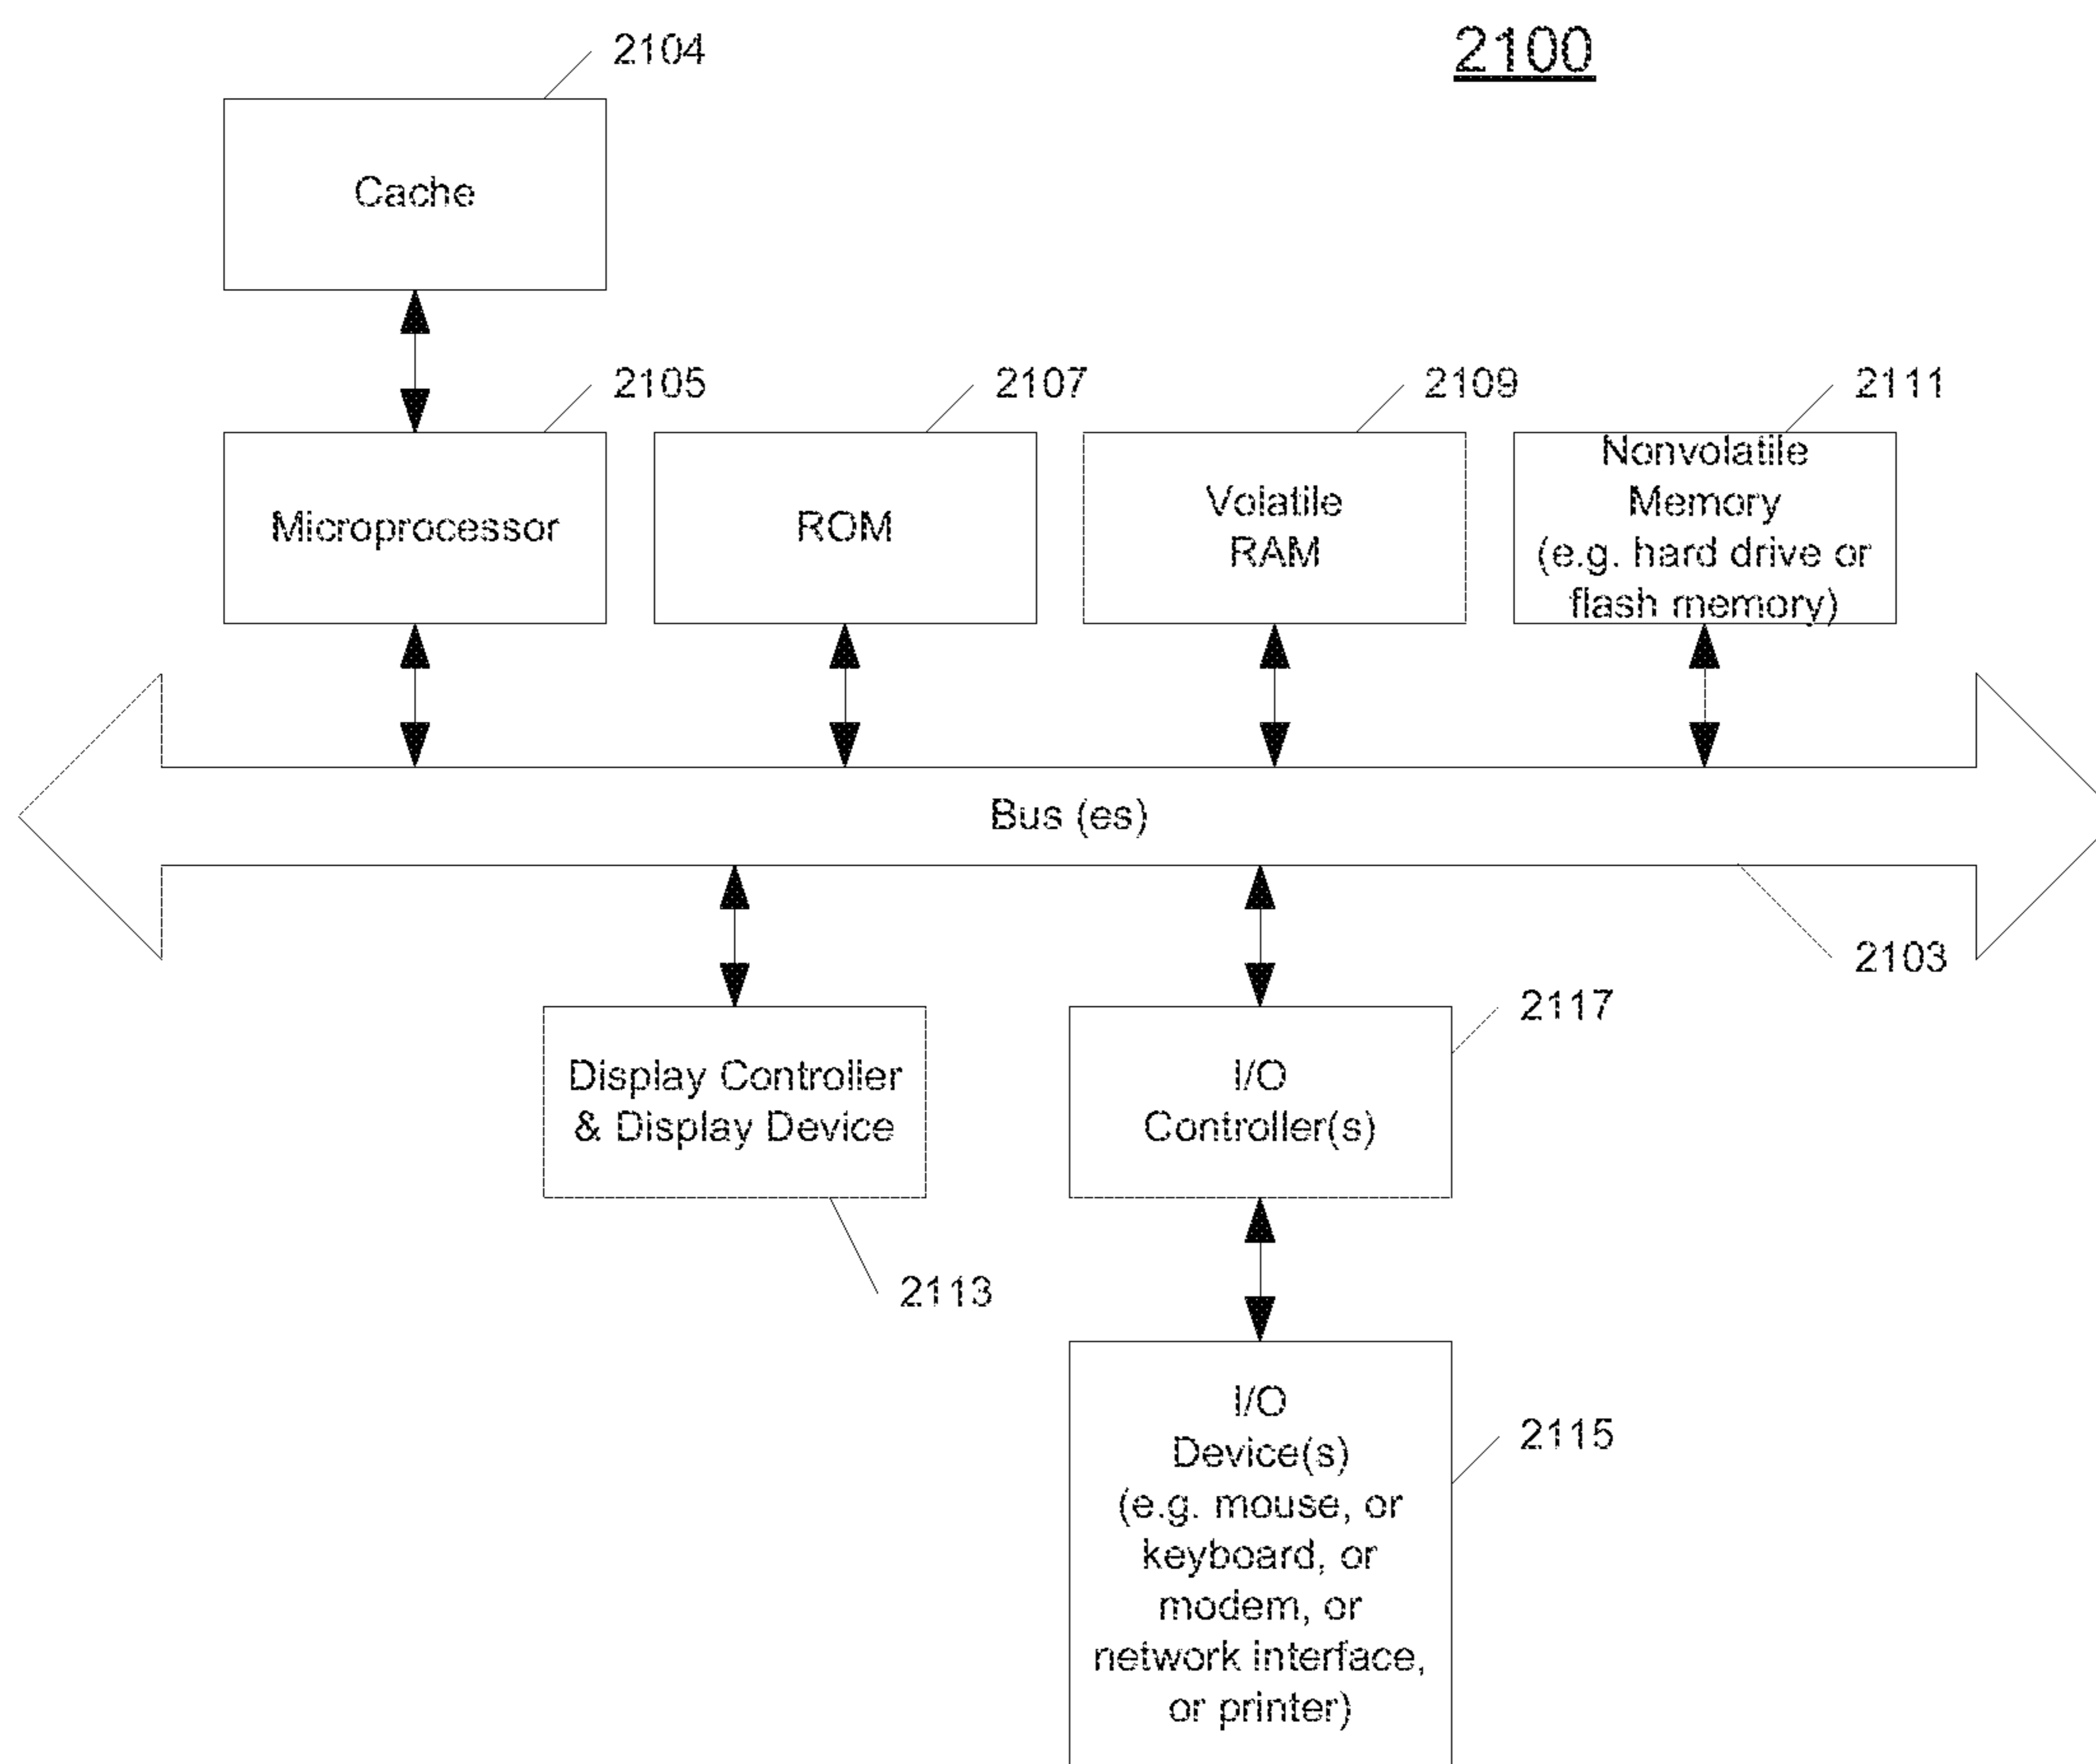 2100
2104
Cache
2105
2107
2109
2111
Microprocessor
ROM
Volatile
RAM
Nonvolatile
Memory
(e.g. hard drive or
flash memory)
Bus (es)
2103
2117
Display Controller
& Display Device
I/O
Controller(s)
2113
2115
I/O
Device(s)
(e.g. mouse, or
keyboard, or
modem, or
network interface,
or printer)